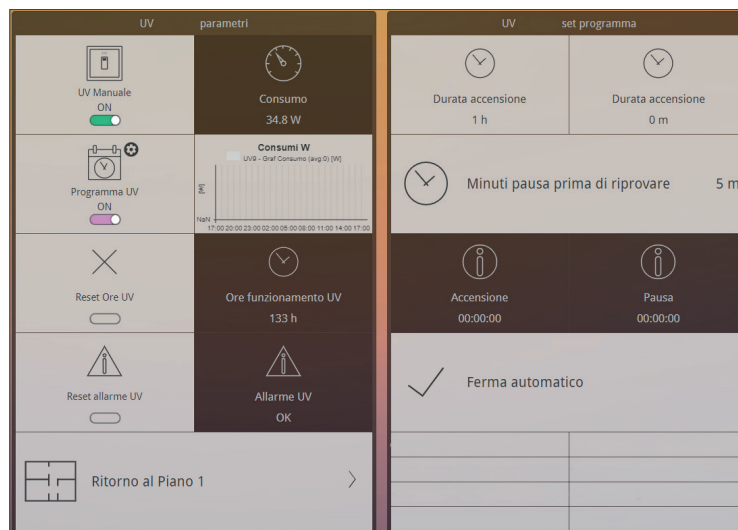 UV parametri
UV Manuale
ON
Consumo
34.8 W
Programma UV
ON
Consumi W
UV9 - Graf Consumo (avg:0) [W]
[W]
NaN
17:00 20:00 23:00 02:00 05:00 08:00 11:00 14:00 17:00
Reset Ore UV
Ore funzionamento UV
133 h
Reset allarme UV
Allarme UV
OK
Ritorno al Piano 1
UV set programma
Durata accensione
1 h
Durata accensione
0 m
Minuti pausa prima di riprovare 5 m
Accensione
00:00:00
Pausa
00:00:00
Ferma automatico